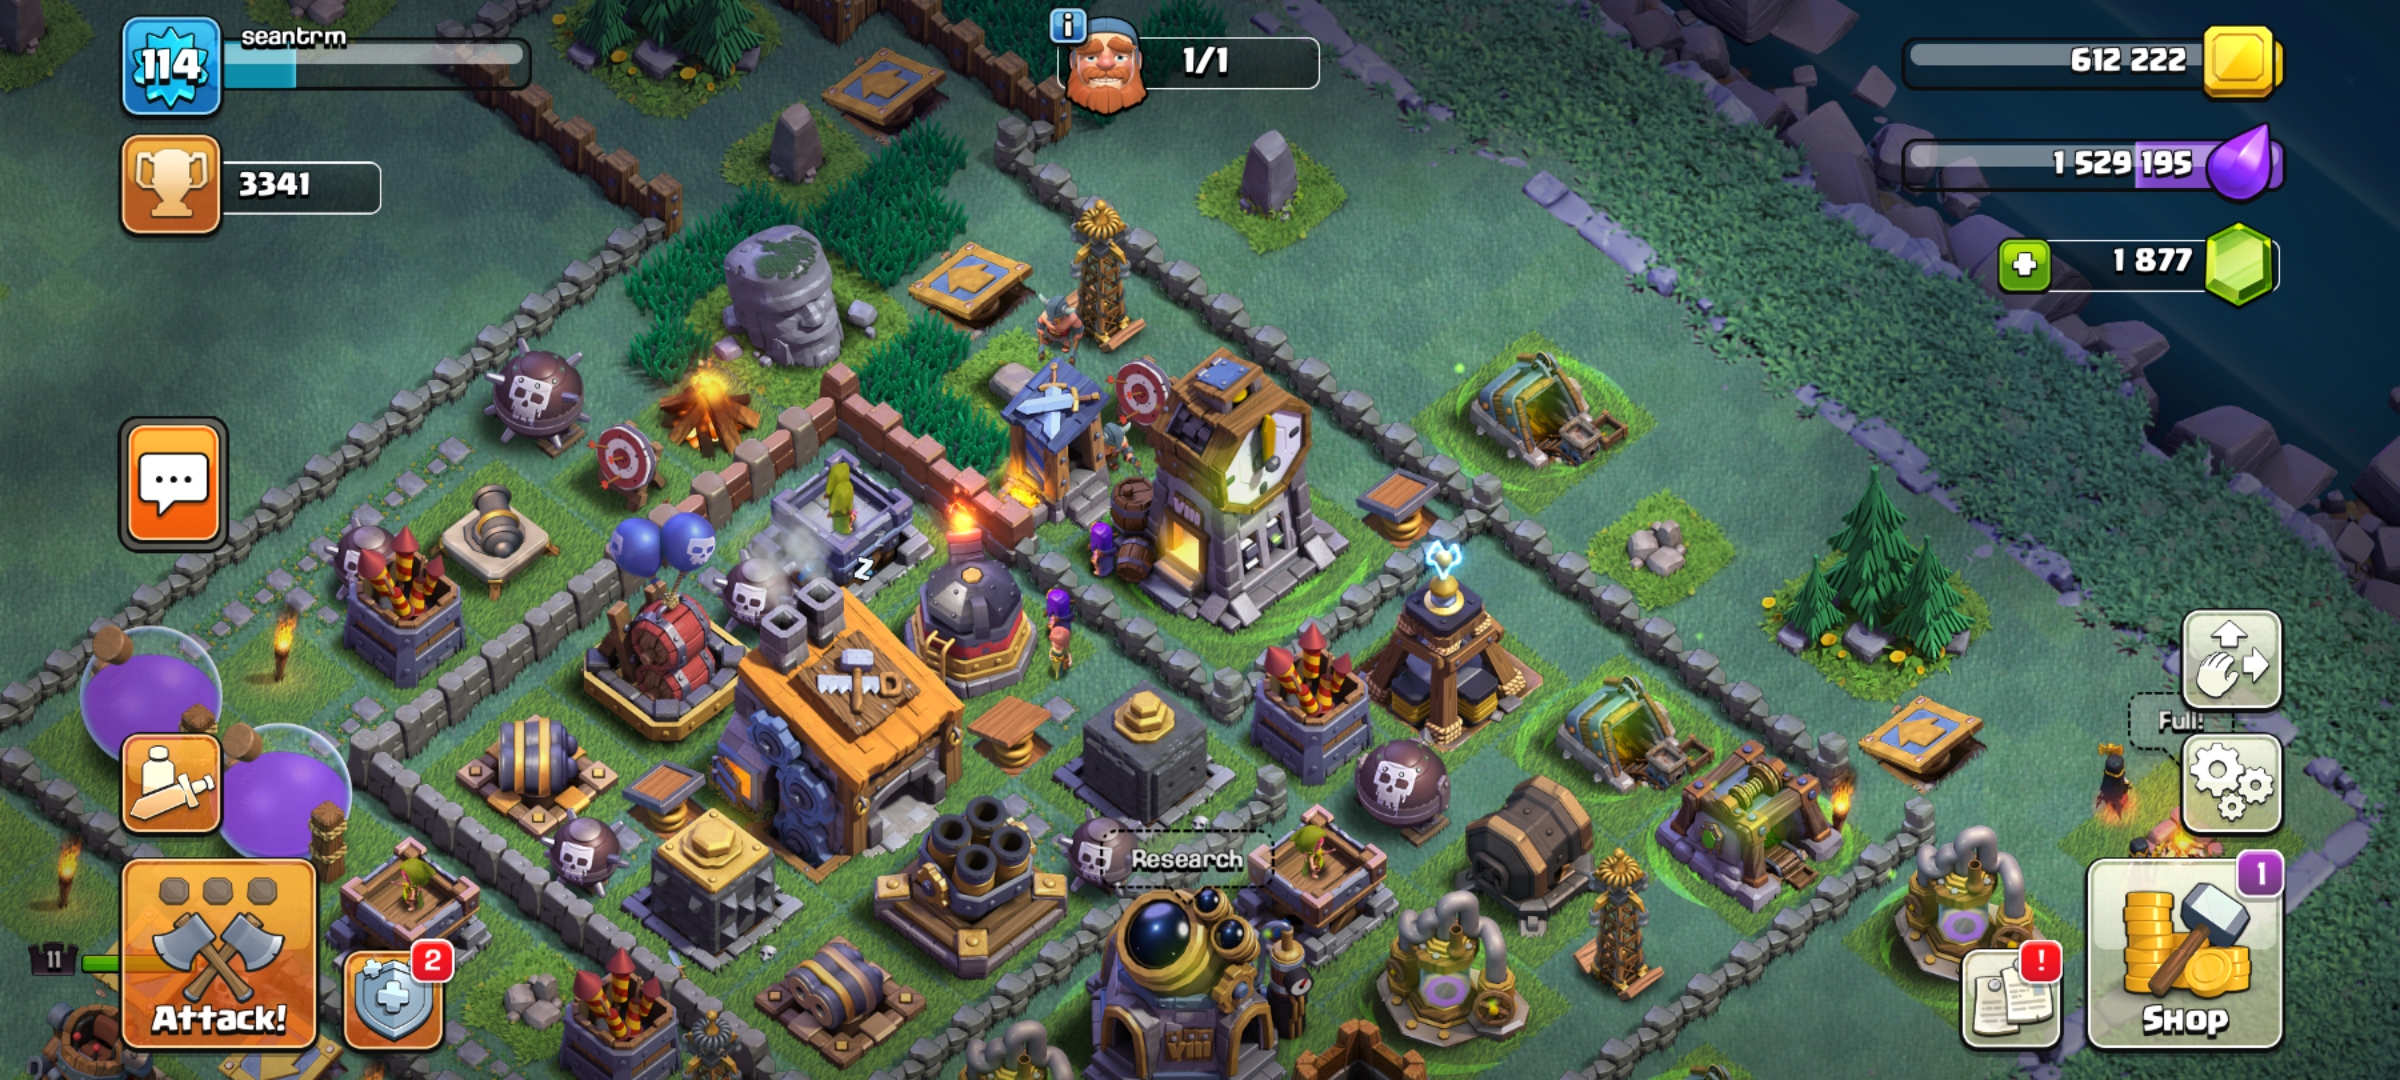 114
seantrm
i
1/1
612 222
3341
1 529 195
1 877
VIII
z
D
Full!
Research
1
11
2
!
Attack!
VIII
Shop